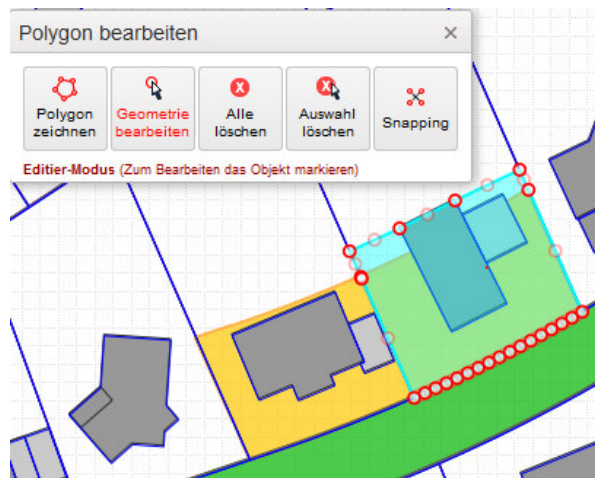 Polygon bearbeiten ×
Polygon
zeichnen
Geometrie
bearbeiten
Alle
löschen
Auswahl
löschen
Snapping
Editier-Modus (Zum Bearbeiten das Objekt markieren)